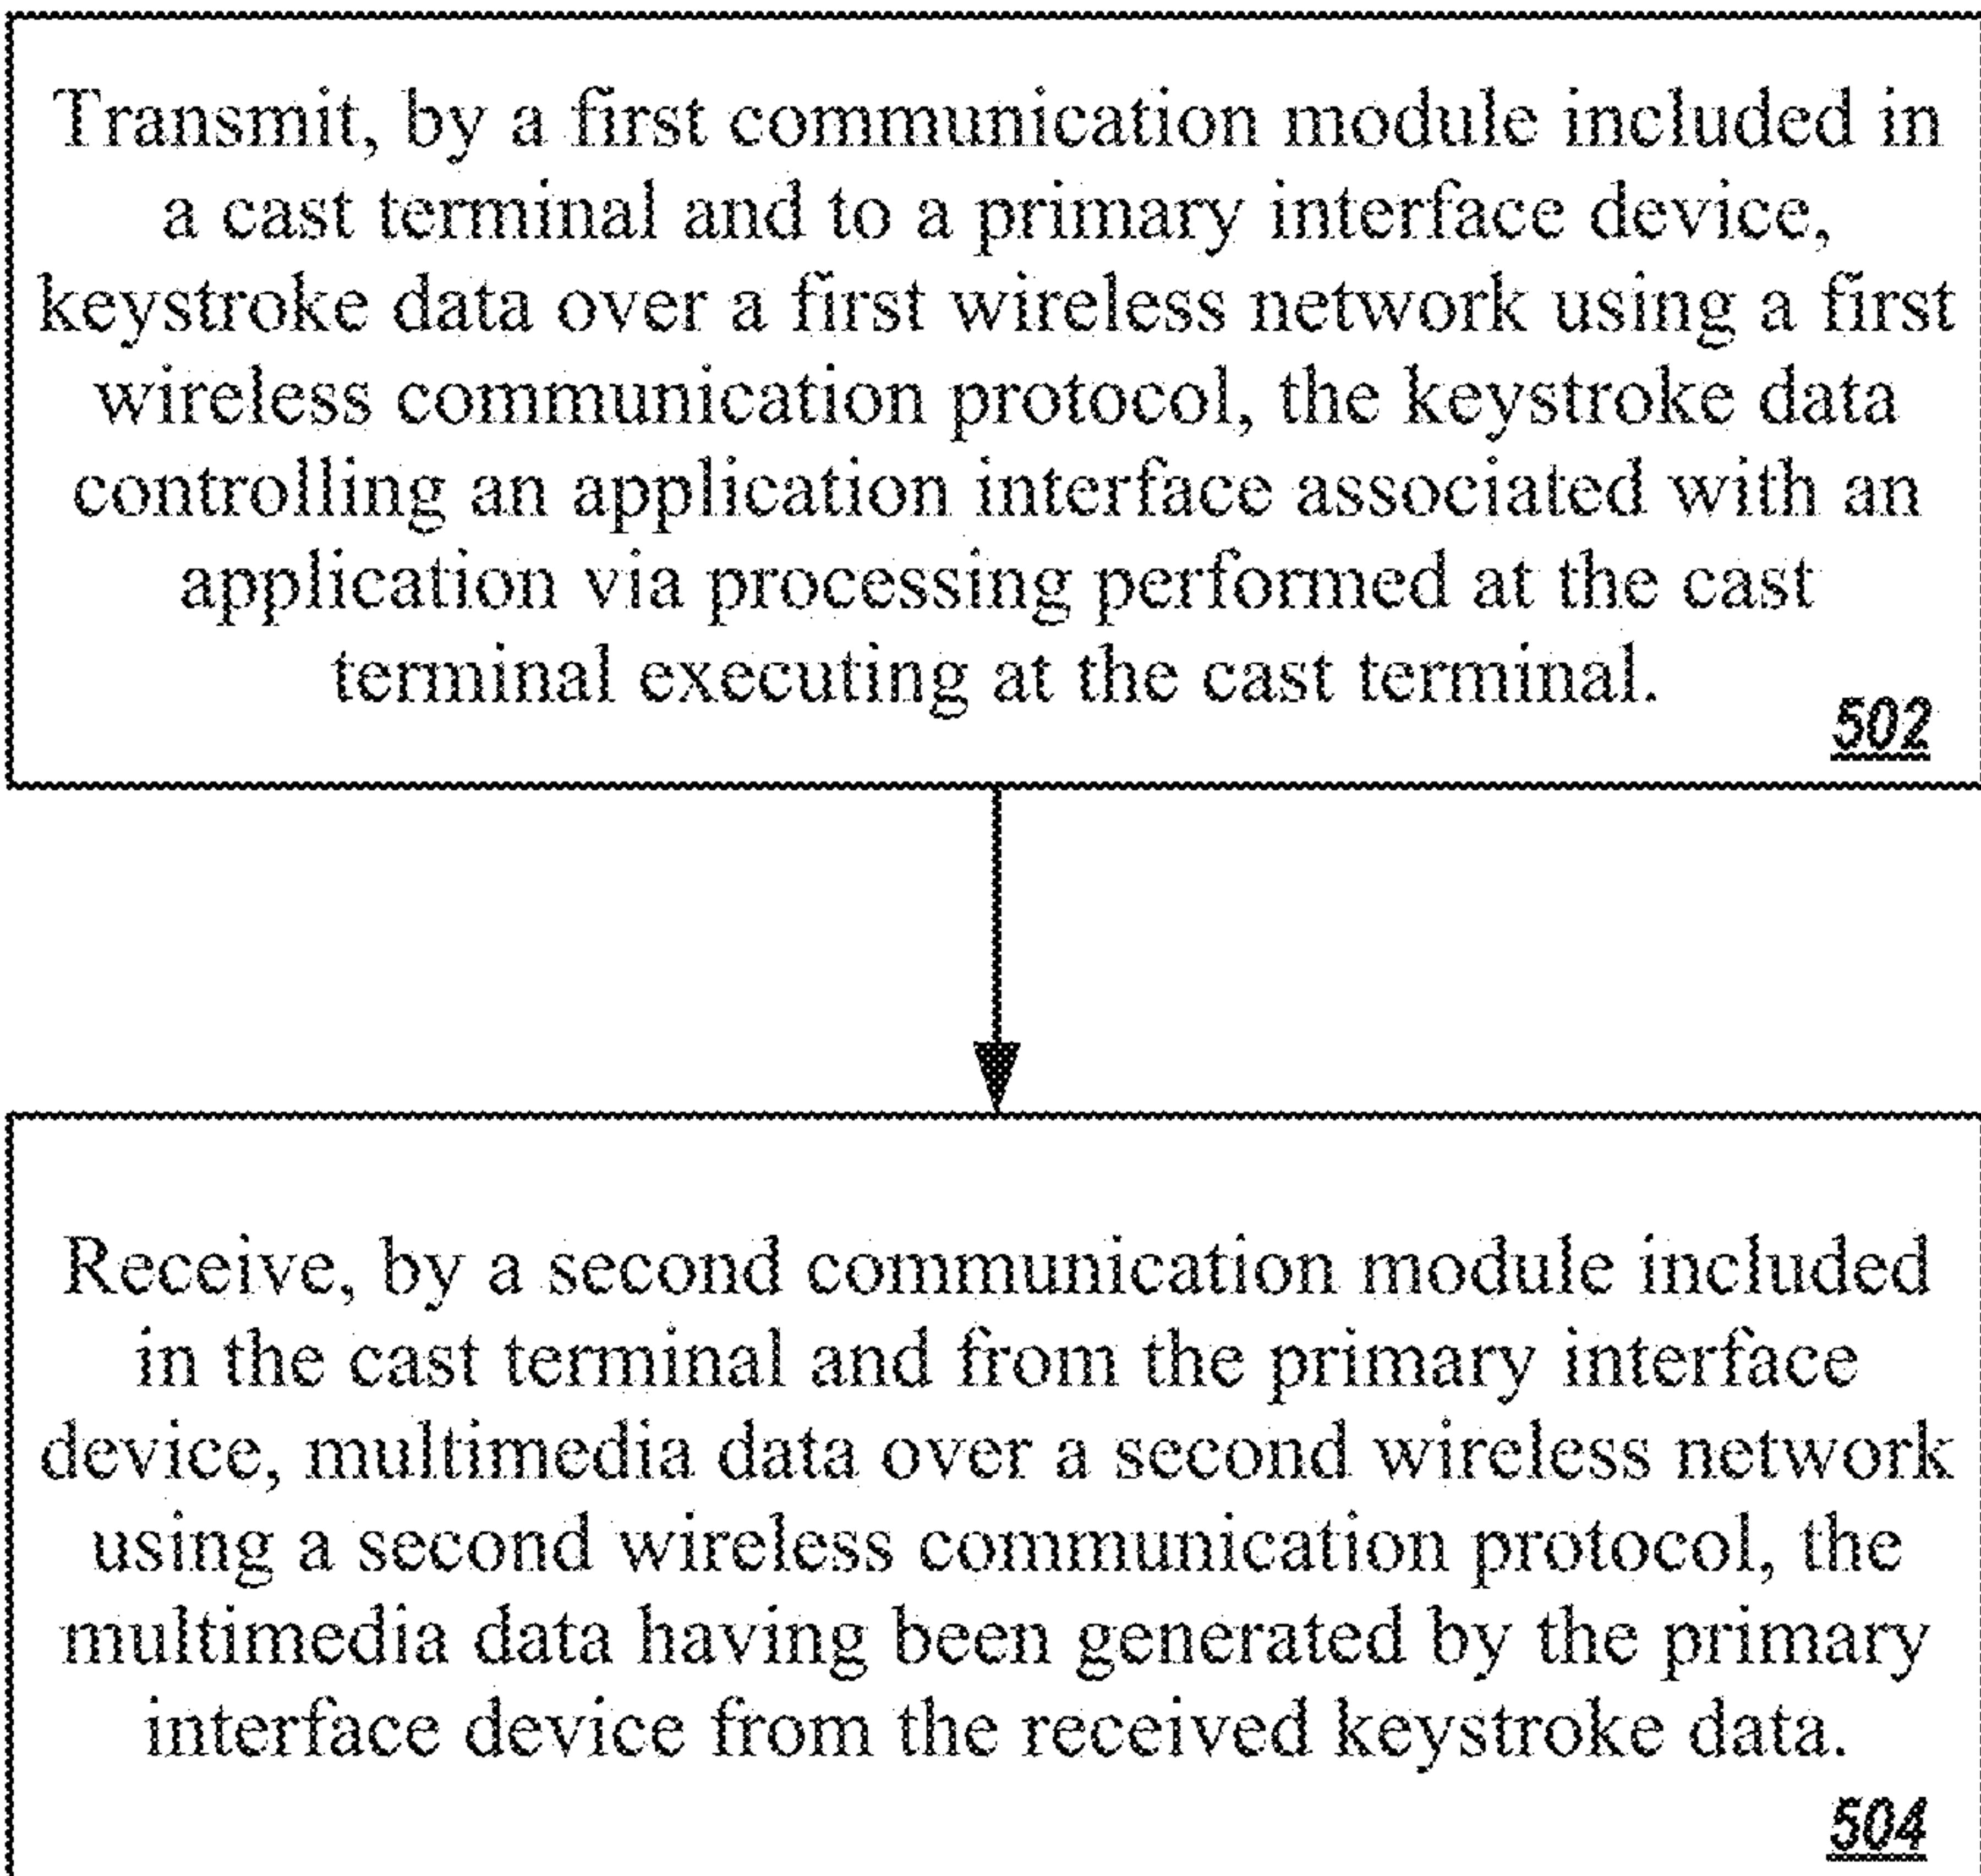 Transmit, by a first communication module included in
a cast terminal and to a primary interface device,
keystroke data over a first wireless network using a first
wireless communication protocol, the keystroke data
controlling an application interface associated with an
application via processing performed at the cast
terminal executing at the cast terminal.
502
Receive, by a second communication module included
in the cast terminal and from the primary interface
device, multimedia data over a second wireless network
using a second wireless communication protocol, the
multimedia data having been generated by the primary
interface device from the received keystroke data.
504